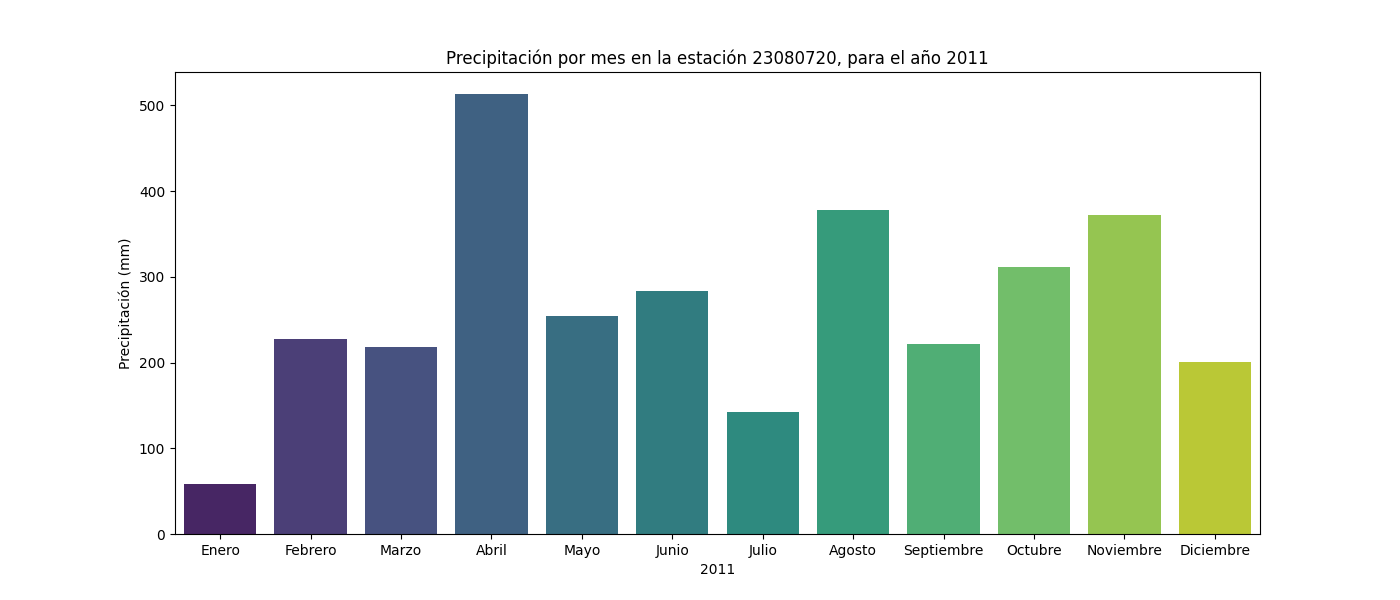 Precipitación por mes en la estación 23080720, para el año 2011
Precipitación (mm)
500
400
300
200
100
0
Enero Febrero Marzo Abril Mayo Junio Julio Agosto Septiembre Octubre Noviembre Diciembre
2011